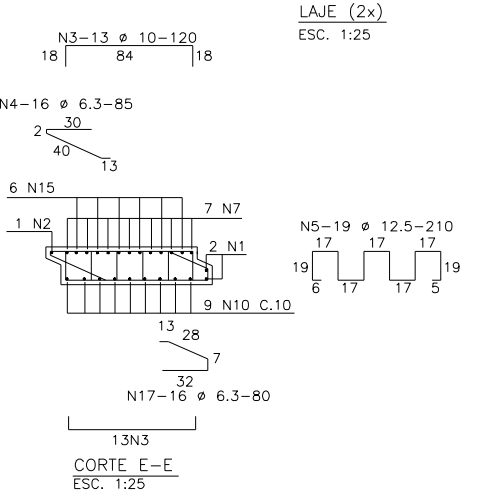 LAJE (2x)
ESC. 1:25
N3-13 ø 10-120
18 84 18
N4-16 ø 6.3-85
30
2
40
13
6 N15
1 N2
7 N7
2 N1
N5-19 ø 12.5-210
17 17 17
19 19
6 17 17 5
9 N10 C.10
13
28
7
32
N17-16 ø 6.3-80
13N3
CORTE E-E
ESC. 1:25